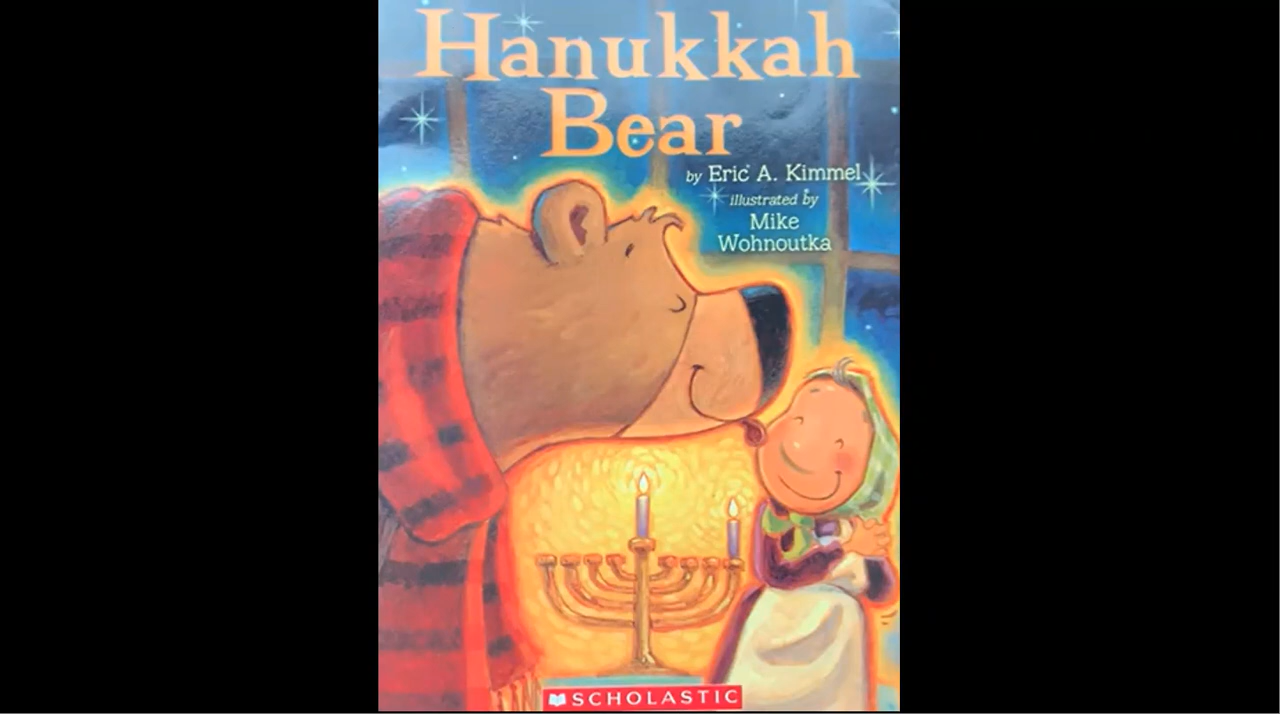 Hanukkah
Bear
by Eric A. Kimmel
illustrated by
Mike
Wohnoutka
SCHOLASTIC